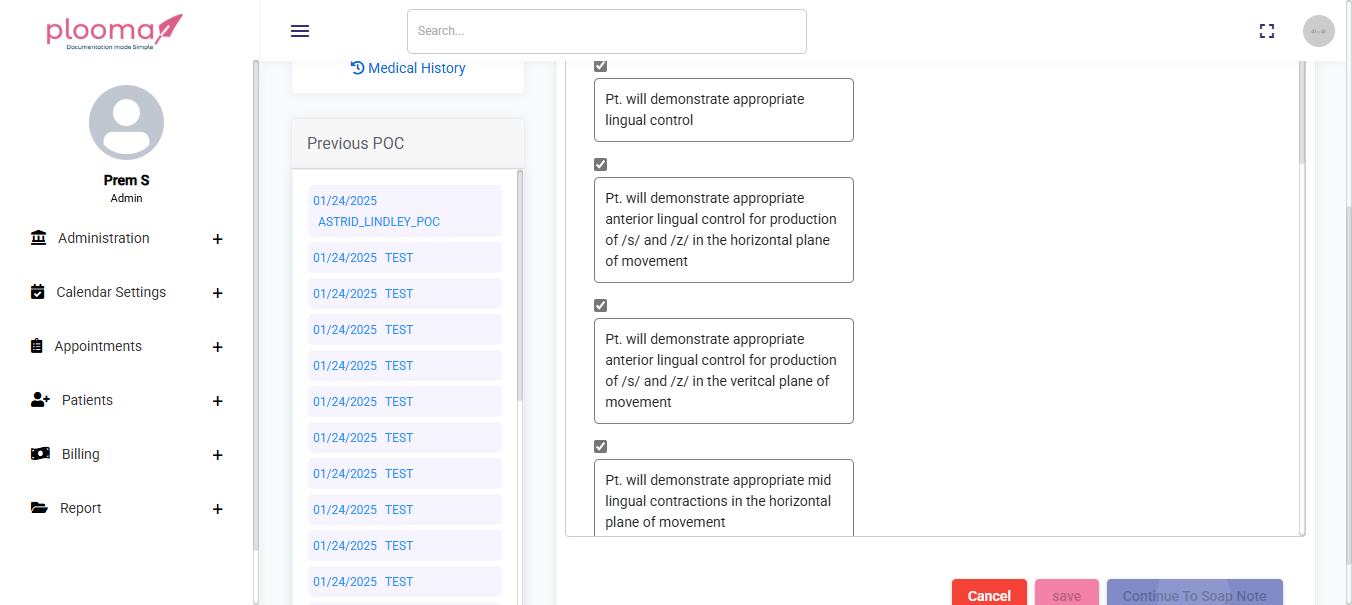 plooma
Documentation made Simple
Search...
Prem S
Admin
Administration +
Calendar Settings +
Appointments +
Patients +
Billing +
Report +
Medical History
Previous POC
01/24/2025
ASTRID_LINDLEY_POC
01/24/2025 TEST
01/24/2025 TEST
01/24/2025 TEST
01/24/2025 TEST
01/24/2025 TEST
01/24/2025 TEST
01/24/2025 TEST
01/24/2025 TEST
01/24/2025 TEST
01/24/2025 TEST
Pt. will demonstrate appropriate
lingual control
Pt. will demonstrate appropriate
anterior lingual control for production
of /s/ and /z/ in the horizontal plane
of movement
Pt. will demonstrate appropriate
anterior lingual control for production
of /s/ and /z/ in the veritcal plane of
movement
Pt. will demonstrate appropriate mid
lingual contractions in the horizontal
plane of movement
Cancel
save
Continue To Soap Note